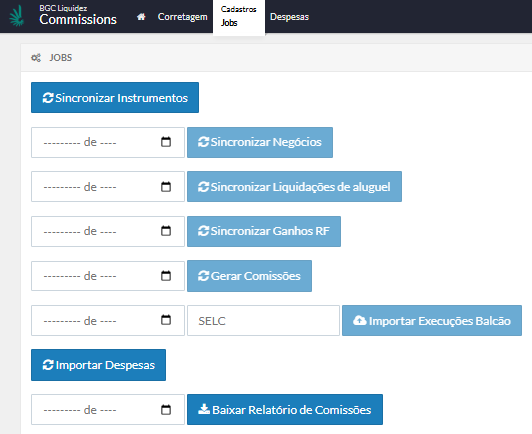 BGC Liquidez
Commissions
Corretagem
Cadastros
Jobs
Despesas
JOBS
Sincronizar Instrumentos
--------- de ----
Sincronizar Negócios
--------- de ----
Sincronizar Liquidações de aluguel
--------- de ----
Sincronizar Ganhos RF
--------- de ----
Gerar Comissões
--------- de ----
SELC
Importar Execuções Balcão
Importar Despesas
--------- de ----
Baixar Relatório de Comissões